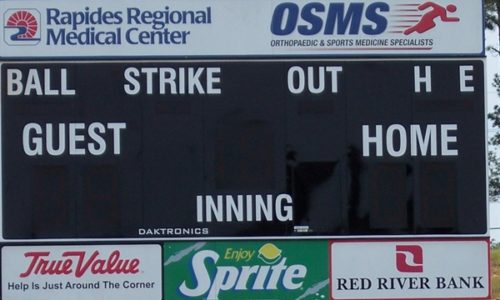 Rapides Regional
Medical Center
OSMS
ORTHOPAEDIC & SPORTS MEDICINE SPECIALISTS
BALL STRIKE OUT H E
GUEST HOME
INNING
DAKTRONICS
True Value
Help Is Just Around The Corner
Enjoy
Sprite
RED RIVER BANK